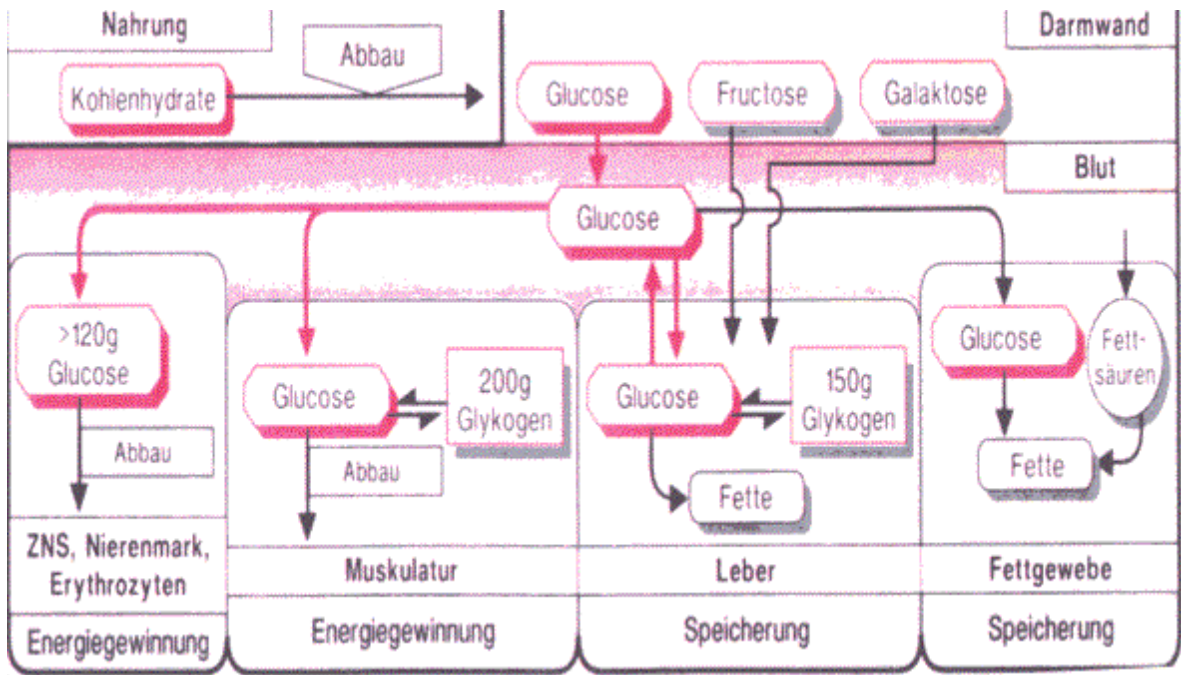 Nahrung
Darmwand
Abbau
Kohlenhydrate
Glucose
Fructose
Galaktose
Blut
Glucose
>120g
Glucose
Abbau
Glucose
200g
Glykogen
Abbau
Glucose
150g
Glykogen
Fette
Glucose
Fett-
säuren
Fette
ZNS, Nierenmark,
Erythrozyten
Muskulatur
Leber
Fettgewebe
Energiegewinnung
Energiegewinnung
Speicherung
Speicherung